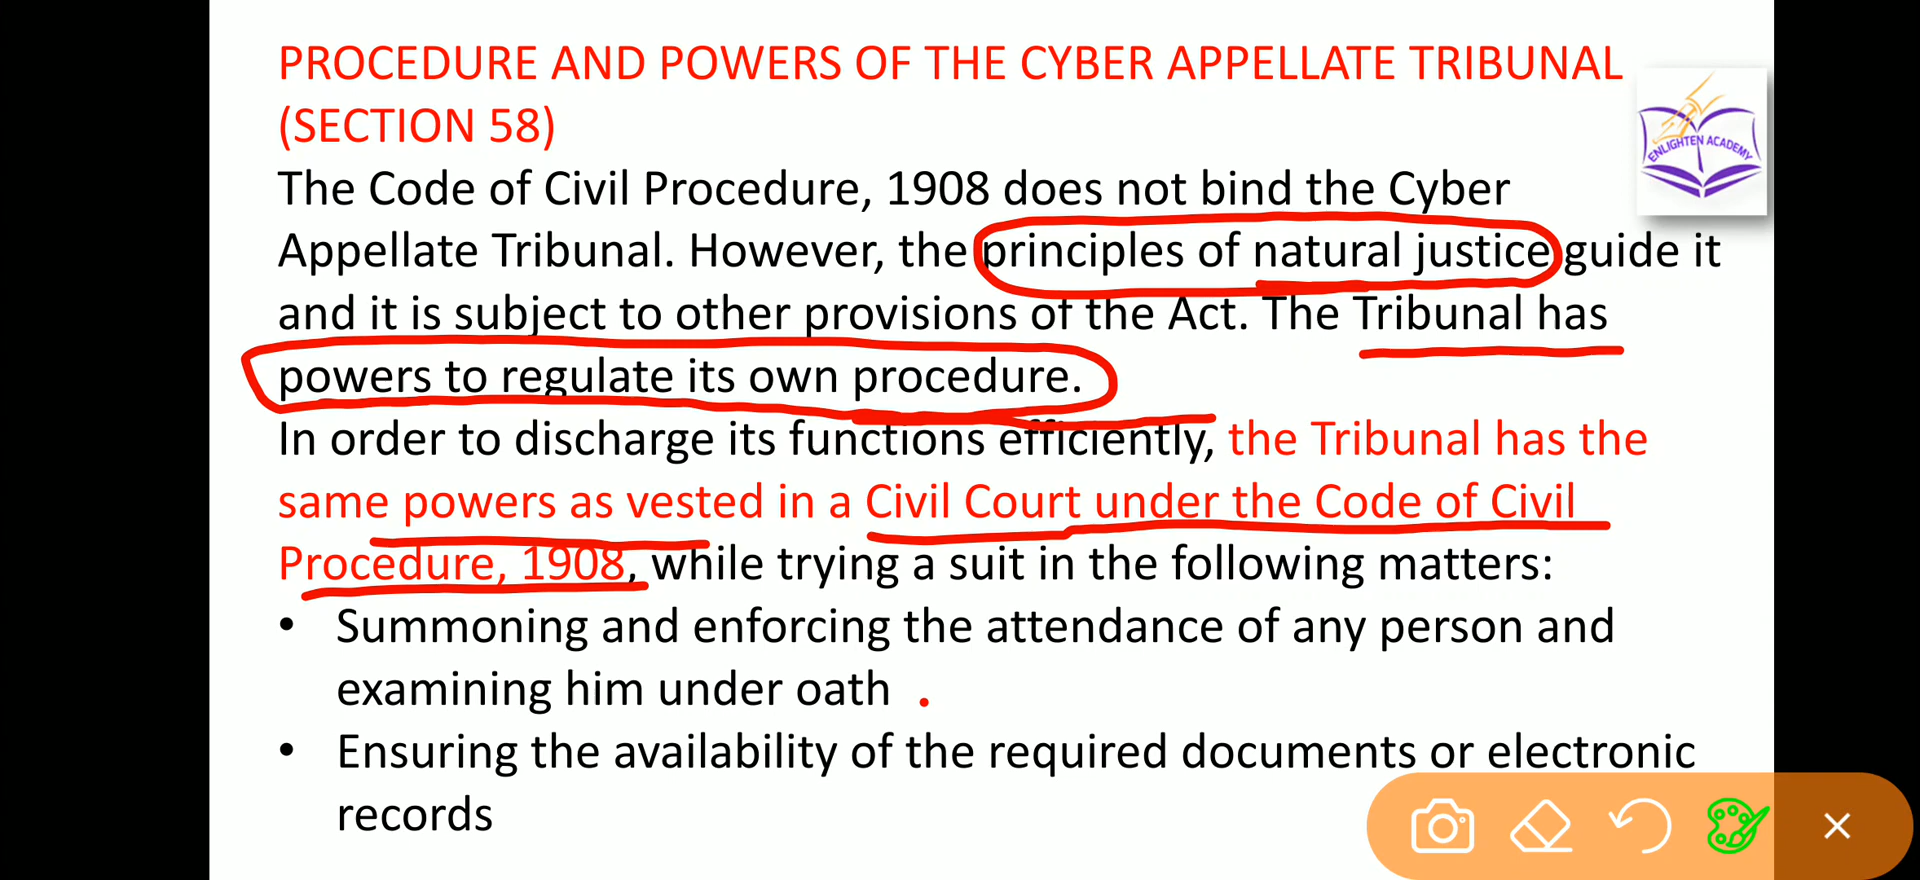 PROCEDURE AND POWERS OF THE CYBER APPELLATE TRIBUNAL
(SECTION 58)
ENLIGHTEN ACADEMY
The Code of Civil Procedure, 1908 does not bind the Cyber
Appellate Tribunal. However, the principles of natural justice guide it
and it is subject to other provisions of the Act. The Tribunal has
powers to regulate its own procedure.
In order to discharge its functions efficiently, the Tribunal has the
same powers as vested in a Civil Court under the Code of Civil
Procedure, 1908, while trying a suit in the following matters:
• Summoning and enforcing the attendance of any person and
examining him under oath
• Ensuring the availability of the required documents or electronic
records